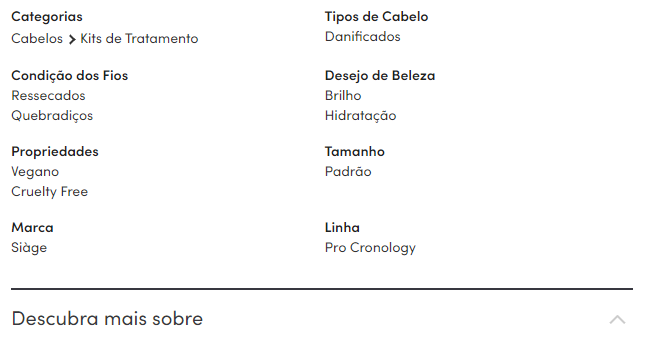 Categorias
Cabelos > Kits de Tratamento
Tipos de Cabelo
Danificados
Condição dos Fios
Ressecados
Quebradiços
Desejo de Beleza
Brilho
Hidratação
Propriedades
Vegano
Cruelty Free
Tamanho
Padrão
Marca
Siàge
Linha
Pro Cronology
Descubra mais sobre